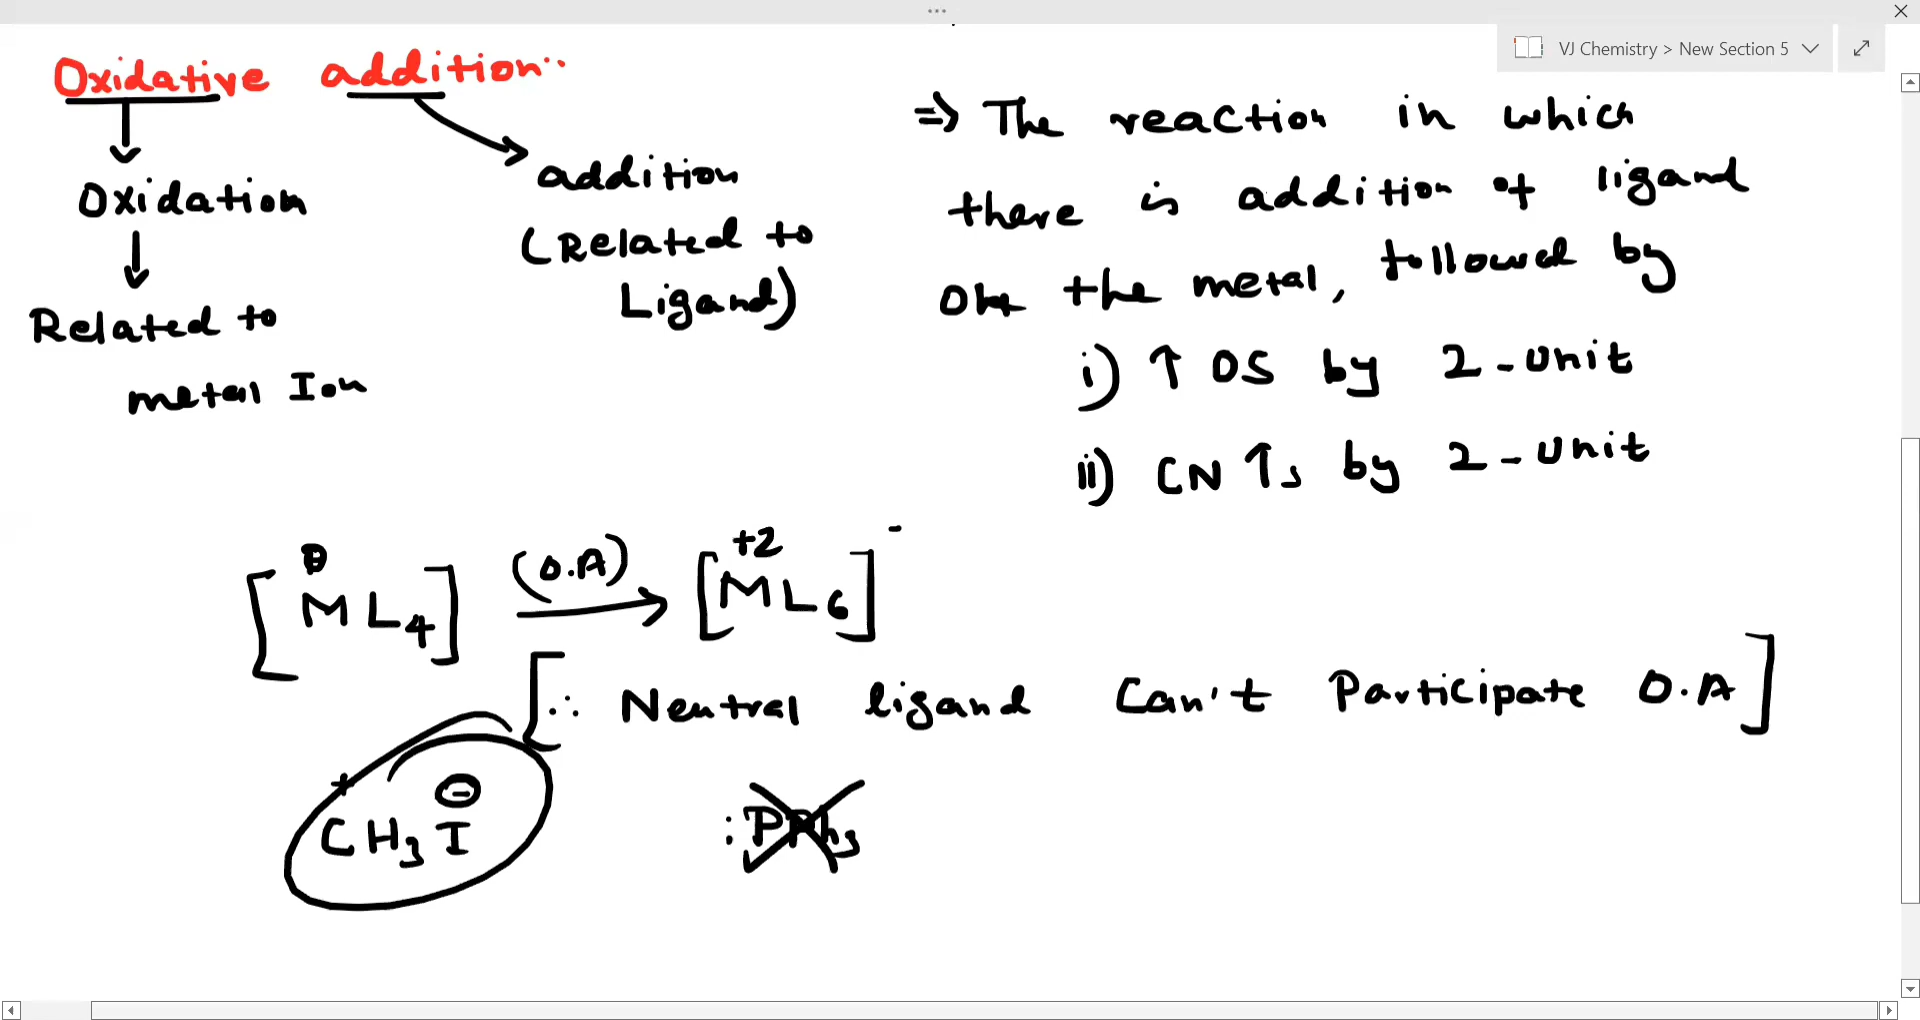 VJ Chemistry > New Section 5
Oxidative addition..
Oxidation
Related to
metal Ion
addition
(Related to
Ligand)
⇒ The reaction in which
there is addition of ligand
on the metal, followed by
i) ↑ OS by 2-unit
ii) CN ↑s by 2-unit
[ML4] (O.A) → [ML6]
0 +2 -
[∴ Neutral ligand Can't Participate O.A]
+ -
CH3I :PPh3